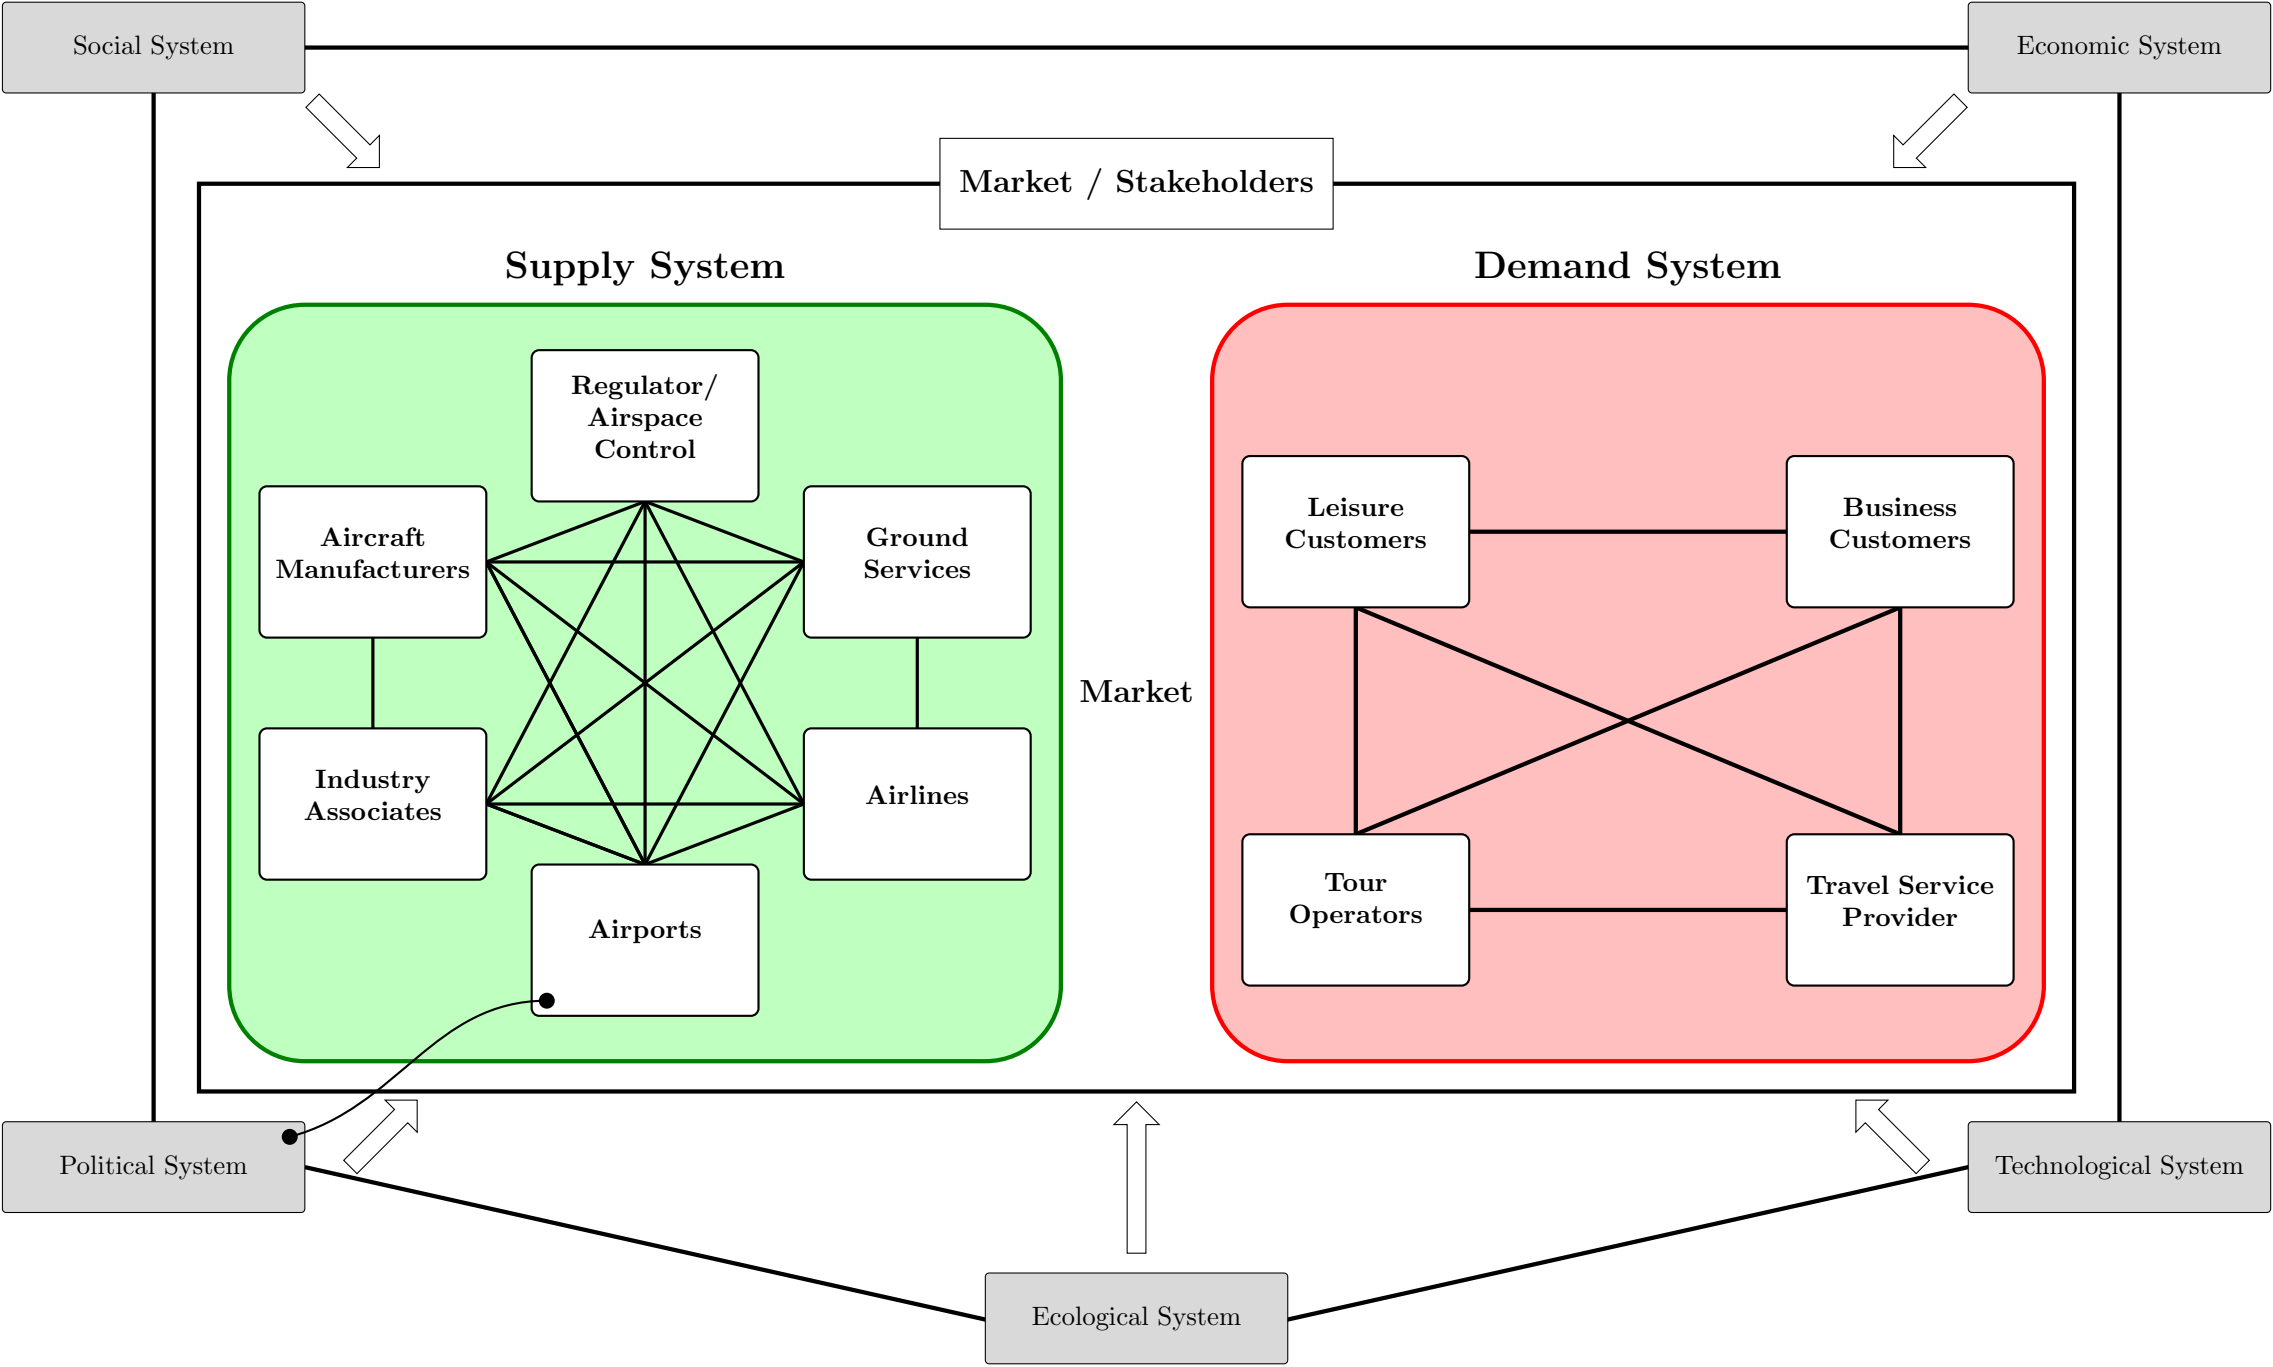 Social System
Economic System
Market / Stakeholders
Supply System
Demand System
Regulator/
Airspace
Control
Aircraft
Manufacturers
Ground
Services
Leisure
Customers
Business
Customers
Market
Industry
Associates
Airlines
Airports
Tour
Operators
Travel Service
Provider
Political System
Technological System
Ecological System